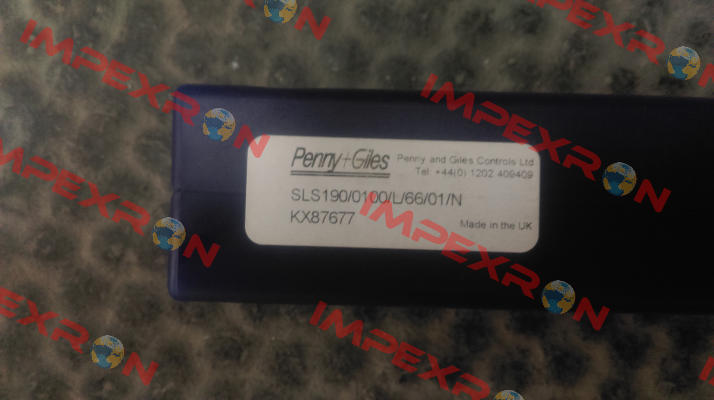 IMPEXRON
IMPEXRON
IMPEXRON
IMPEXRON
Penny+Giles
Penny and Giles Controls Ltd
Tel: +44(0) 1202 409409
SLS190/0100/L/66/01/N
KX87677
Made in the UK
IMPEXRON
IMPEXRON
IMPEXRON
IMPEXRON